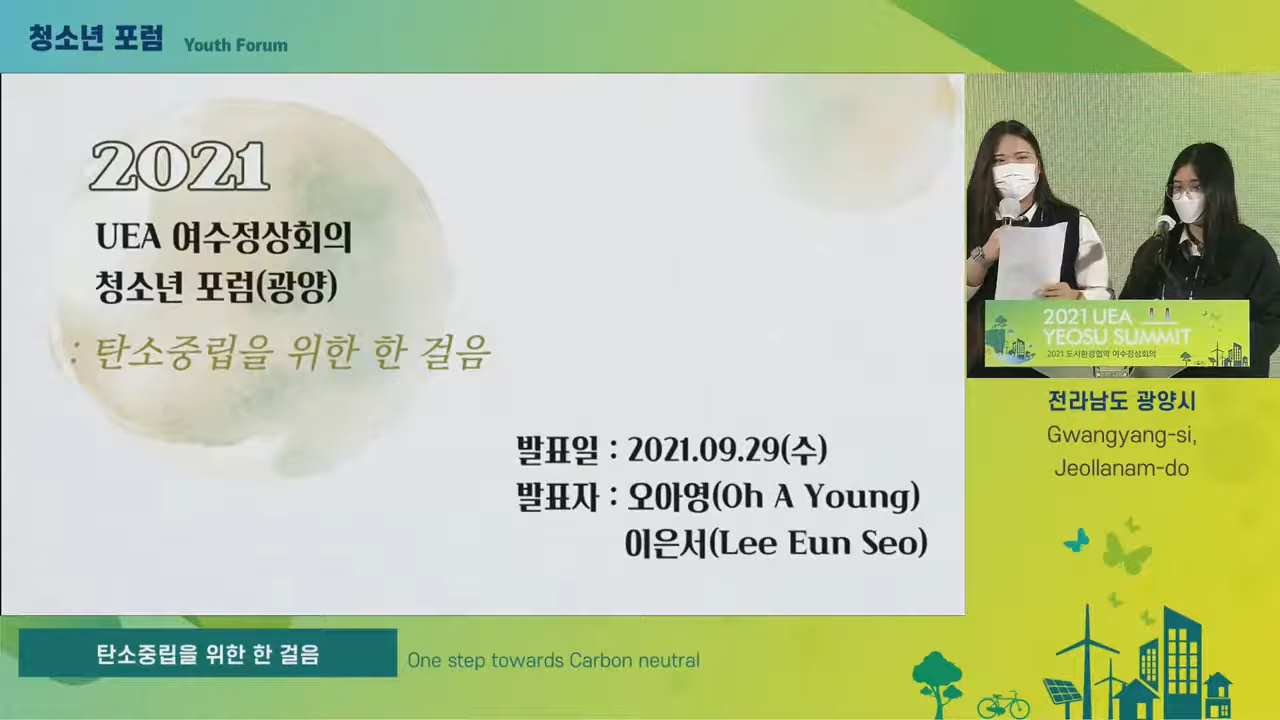 청소년 포럼 Youth Forum
2021
UEA 여수정상회의
청소년 포럼(광양)
: 탄소중립을 위한 한 걸음
발표일 : 2021.09.29(수)
발표자 : 오아영(Oh A Young)
이은서(Lee Eun Seo)
2021 UEA
YEOSU SUMMIT
2021 도시환경협약 여수정상회의
전라남도 광양시
Gwangyang-si,
Jeollanam-do
탄소중립을 위한 한 걸음
One step towards Carbon neutral